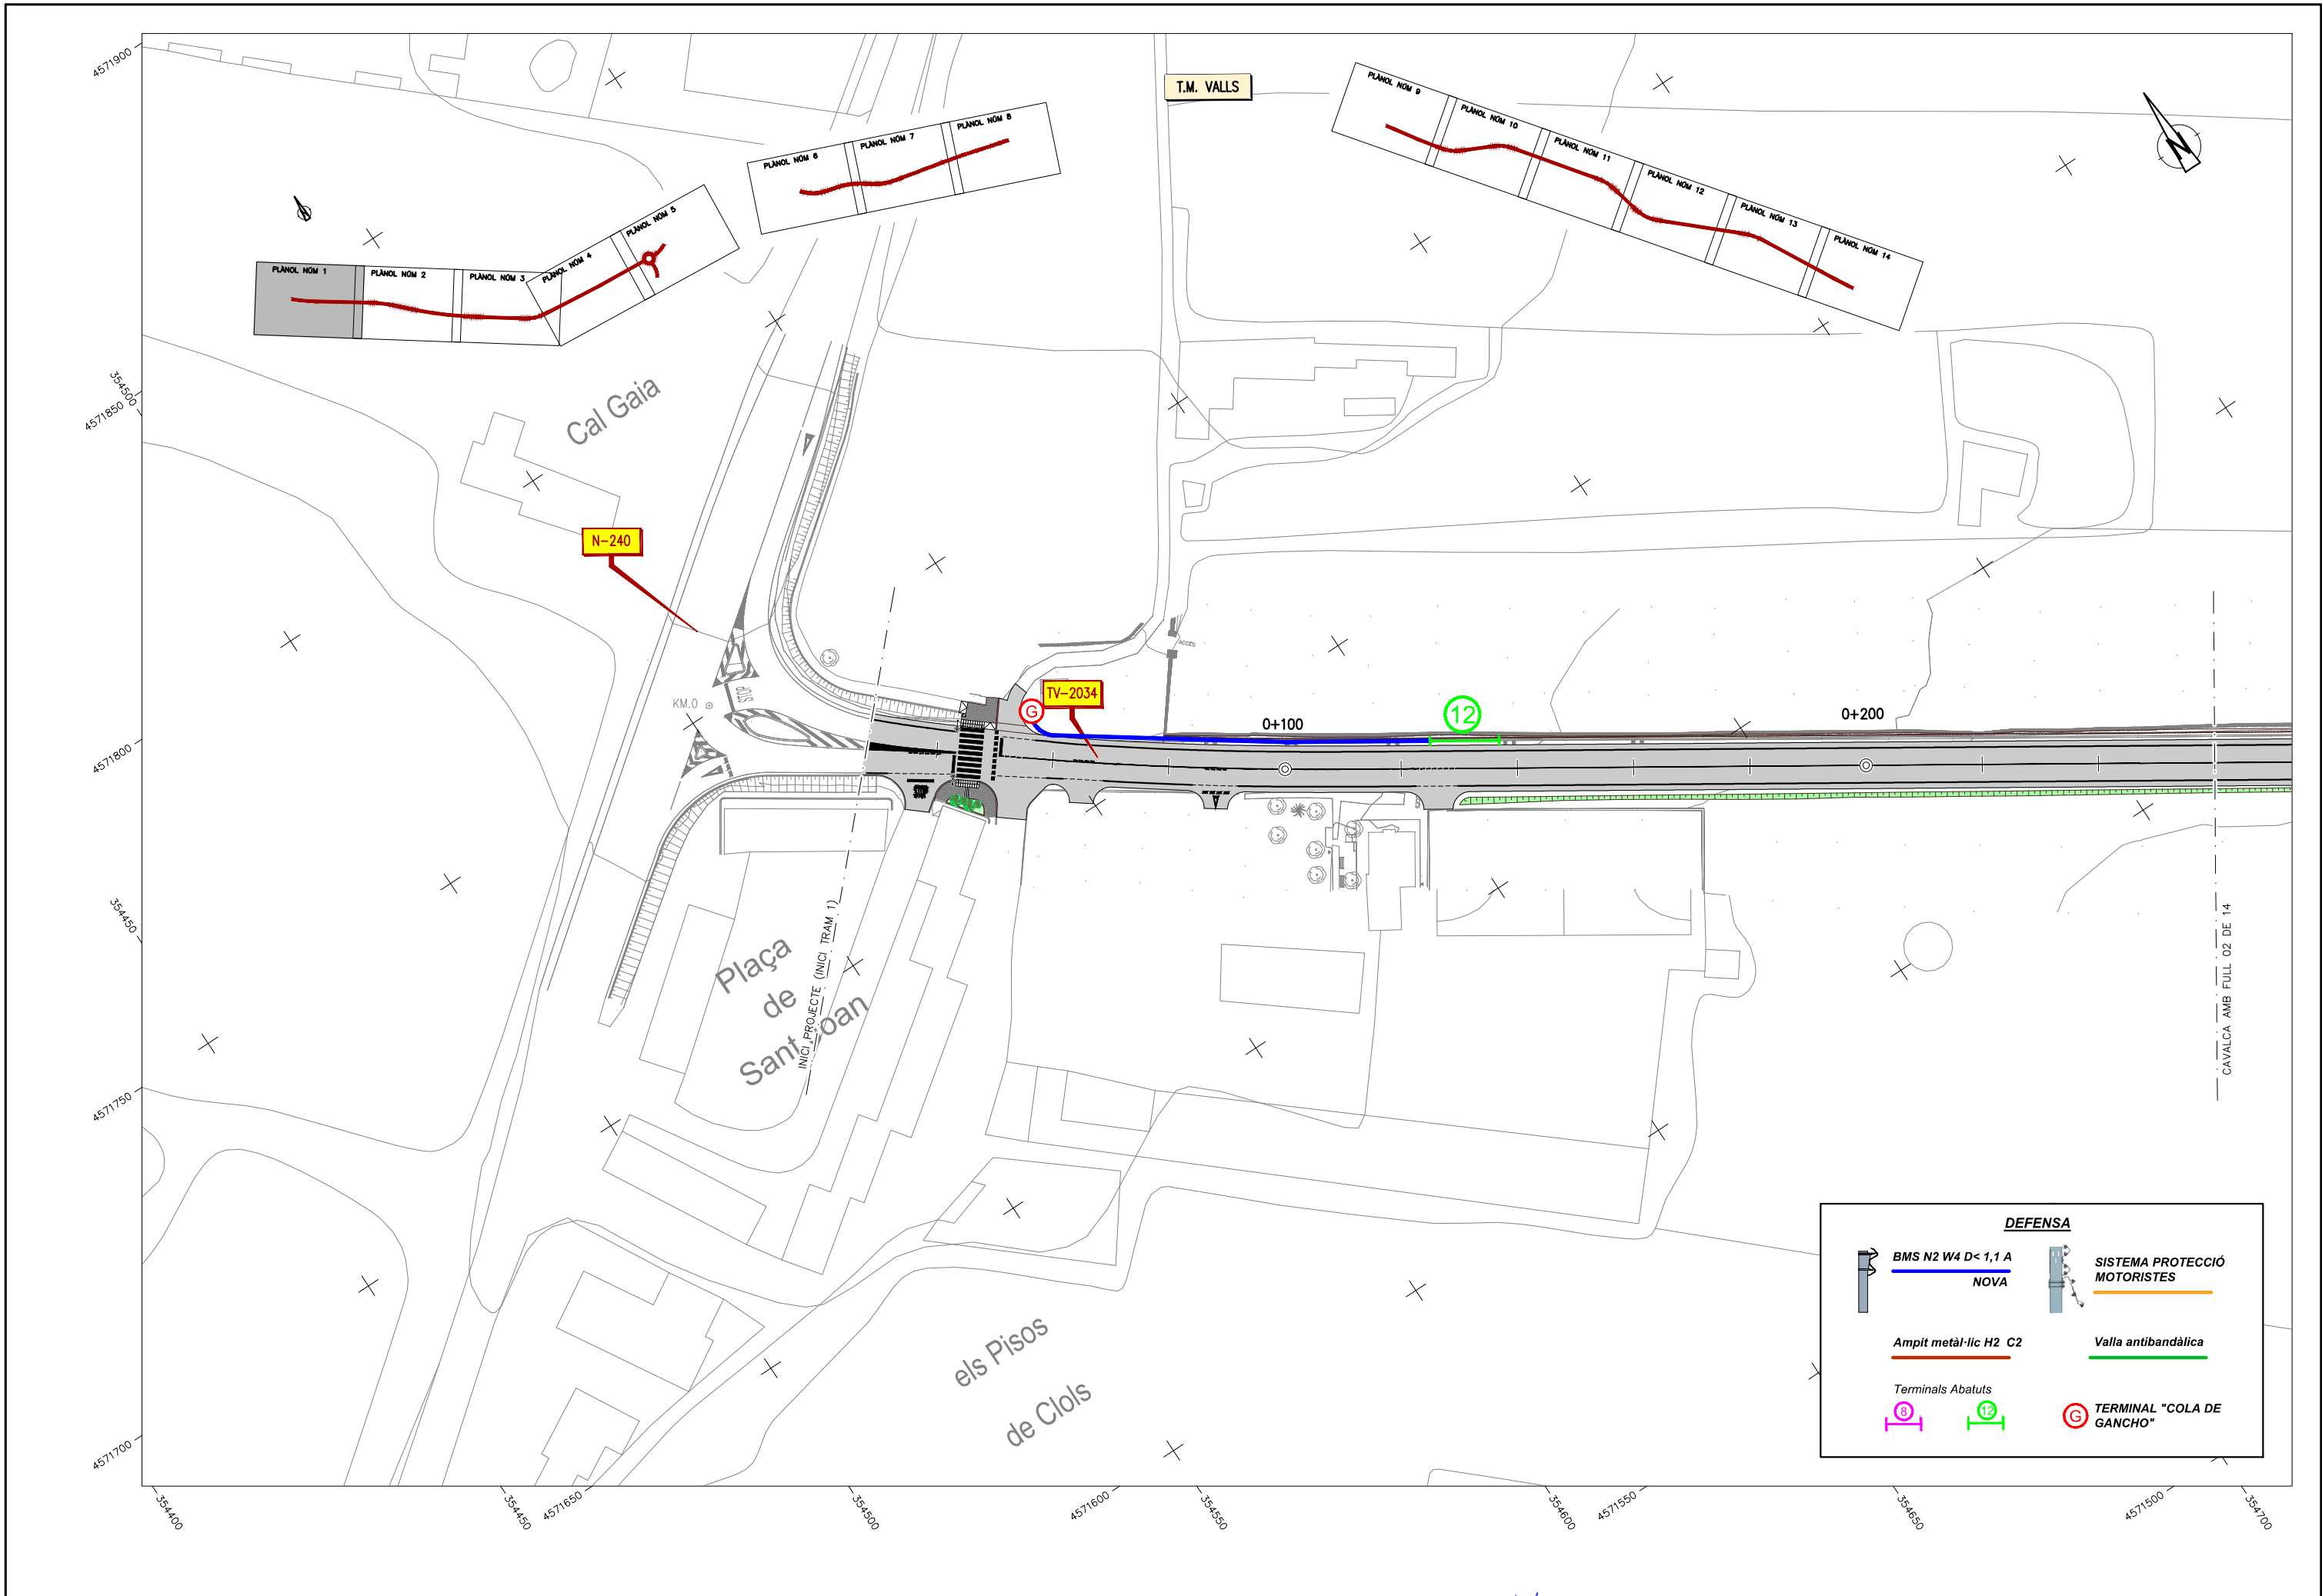 4571900
T.M. VALLS
PLÀNOL NÚM 9
PLÀNOL NÚM 10
PLÀNOL NÚM 11
PLÀNOL NÚM 12
PLÀNOL NÚM 13
PLÀNOL NÚM 14
PLÀNOL NÚM 6
PLÀNOL NÚM 7
PLÀNOL NÚM 8
PLÀNOL NÚM 1
PLÀNOL NÚM 2
PLÀNOL NÚM 3
PLÀNOL NÚM 4
PLÀNOL NÚM 5
N
354500
4571850
Cal Gaia
N-240
ACCÉS
STOP
KM.0
G
TV-2034
0+100
12
0+200
4571800
354450
Plaça
de
Sant Joan
INICI PROJECTE (INICI TRAM 1)
CAVALCA AMB FULL 02 DE 14
4571750
els Pisos
de Clols
4571700
DEFENSA
BMS N2 W4 D< 1,1 A
NOVA
SISTEMA PROTECCIÓ
MOTORISTES
Ampit metàl·lic H2 C2
Valla antibandàlica
Terminals Abatuts
8
12
G
TERMINAL "COLA DE
GANCHO"
354400
354450
4571650
354500
4571600
354550
354600
4571550
354650
4571500
354700